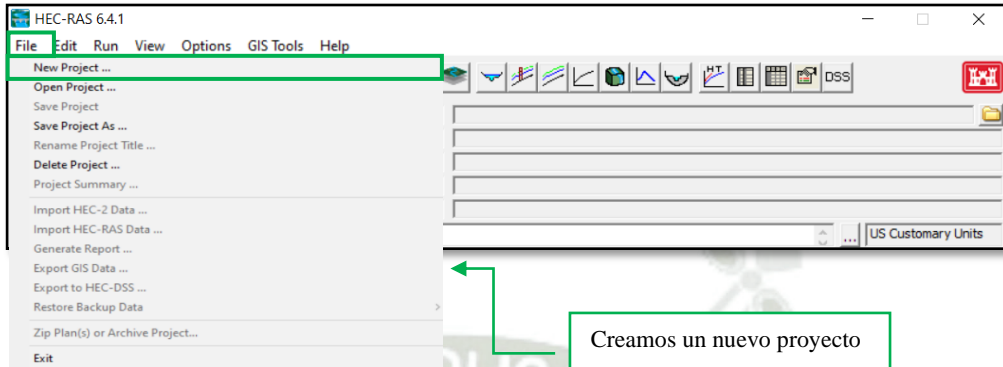 HEC-RAS 6.4.1
File Edit Run View Options GIS Tools Help
New Project ...
Open Project ...
Save Project
Save Project As ...
Rename Project Title ...
Delete Project ...
Project Summary ...
Import HEC-2 Data ...
Import HEC-RAS Data ...
Generate Report ...
Export GIS Data ...
Export to HEC-DSS ...
Restore Backup Data
Zip Plan(s) or Archive Project...
Exit
HT
DSS
... US Customary Units
Creamos un nuevo proyecto